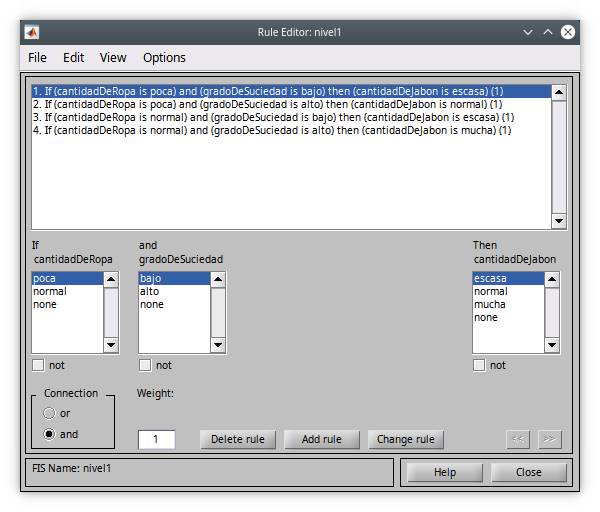 Rule Editor: nivel1
File Edit View Options
1. If (cantidadDeRopa is poca) and (gradoDeSuciedad is bajo) then (cantidadDeJabon is escasa) (1)
2. If (cantidadDeRopa is poca) and (gradoDeSuciedad is alto) then (cantidadDeJabon is normal) (1)
3. If (cantidadDeRopa is normal) and (gradoDeSuciedad is bajo) then (cantidadDeJabon is escasa) (1)
4. If (cantidadDeRopa is normal) and (gradoDeSuciedad is alto) then (cantidadDeJabon is mucha) (1)
If and Then
cantidadDeRopa gradoDeSuciedad cantidadDeJabon
poca bajo escasa
normal alto normal
none none mucha
none
not not not
Connection Weight:
or
and 1 Delete rule Add rule Change rule << >>
FIS Name: nivel1 Help Close